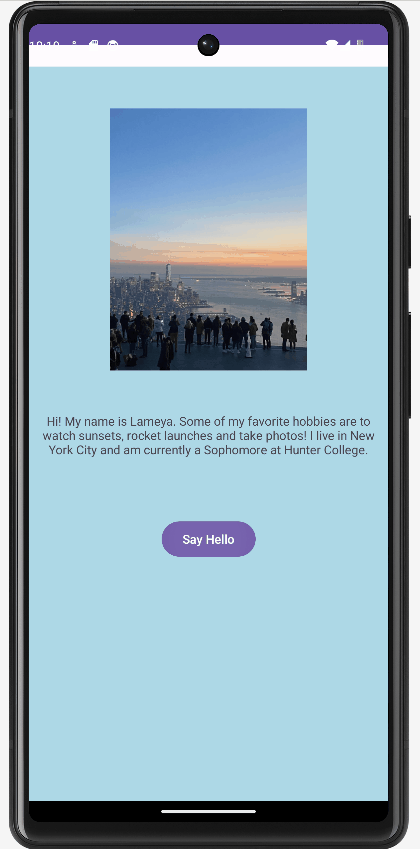 Hi! My name is Lameya. Some of my favorite hobbies are to
watch sunsets, rocket launches and take photos! I live in New
York City and am currently a Sophomore at Hunter College.
Say Hello